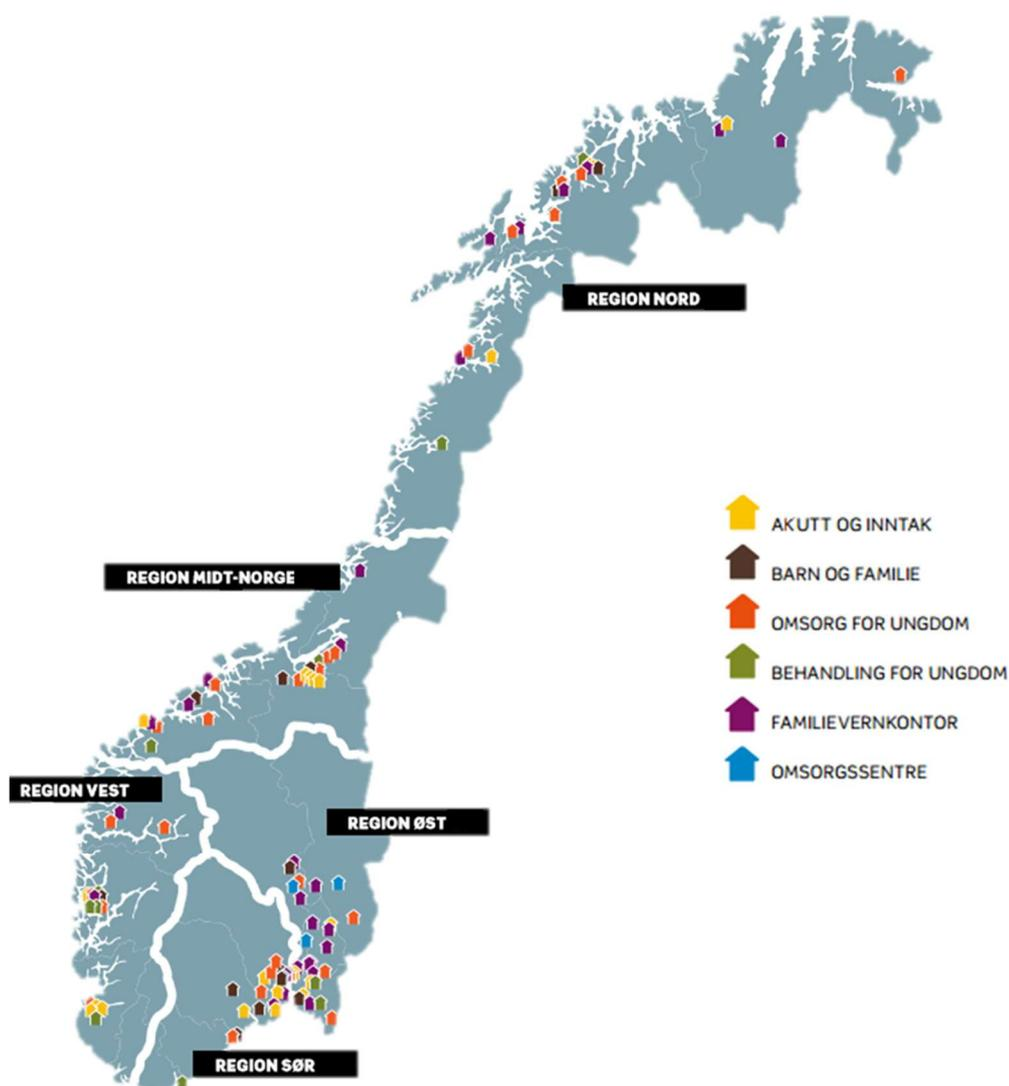 REGION NORD
AKUTT OG INNTAK
REGION MIDT-NORGE
BARN OG FAMILIE
OMSORG FOR UNGDOM
BEHANDLING FOR UNGDOM
FAMILIEVERNKONTOR
OMSORGSSENTRE
REGION VEST
REGION ØST
REGION SØR